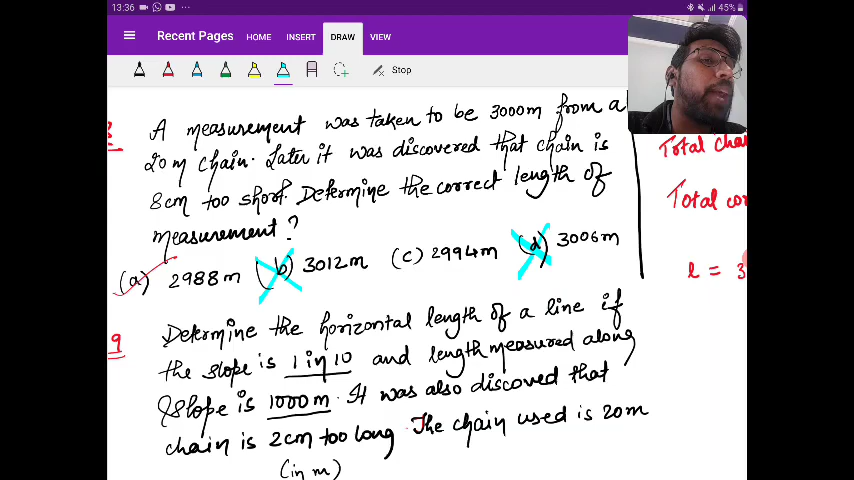 13:36
45%
Recent Pages HOME INSERT DRAW VIEW
Stop
A measurement was taken to be 3000m from a
20m chain. Later it was discovered that chain is
8cm too short. Determine the correct length of
measurement?
(a) 2988m (b) 3012m (c) 2994m (d) 3006m
Total
Total
l = 3
9
Determine the horizontal length of a line if
the slope is 1 in 10 and length measured along
slope is 1000m. It was also discoved that
chain is 2cm too long. The chain used is 20m
(in m)